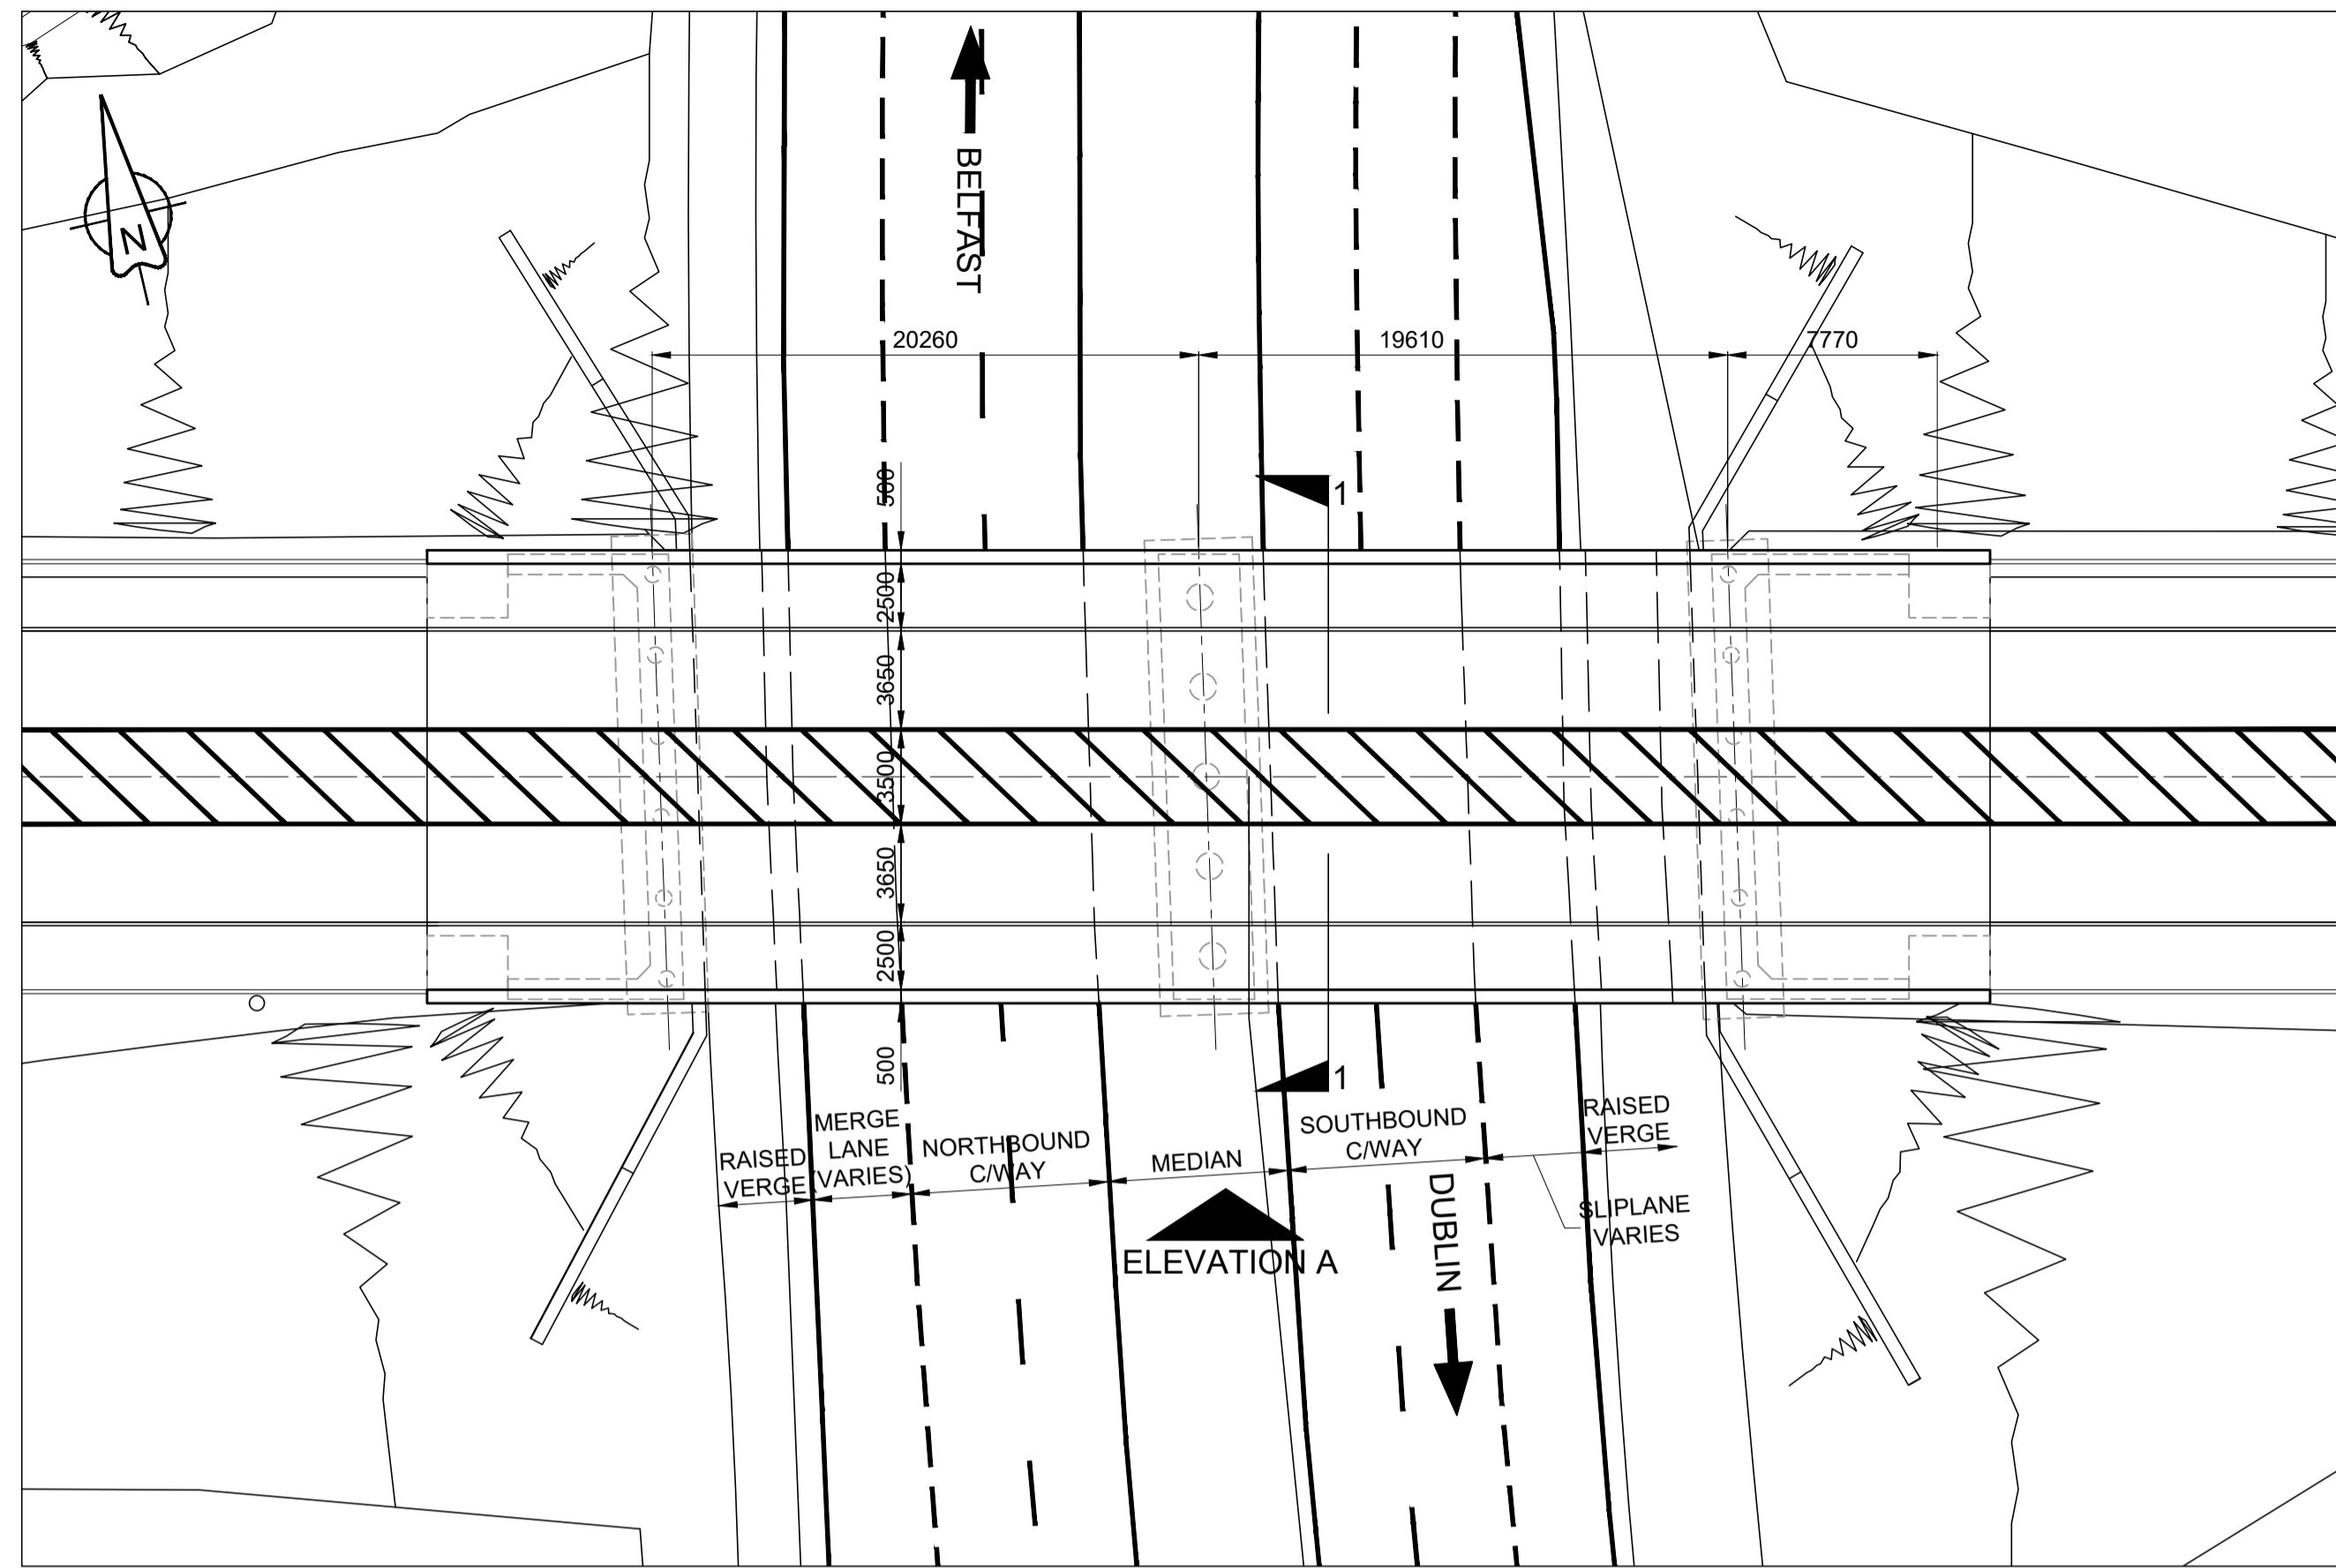 BELFAST
N
20260
19610
7770
500
1
2500
3650
3500
3650
2500
500
1
MERGE
LANE
(VARIES)
RAISED
VERGE
NORTHBOUND
C/WAY
MEDIAN
SOUTHBOUND
C/WAY
RAISED
VERGE
DUBLIN
SLIPLANE
VARIES
ELEVATION A